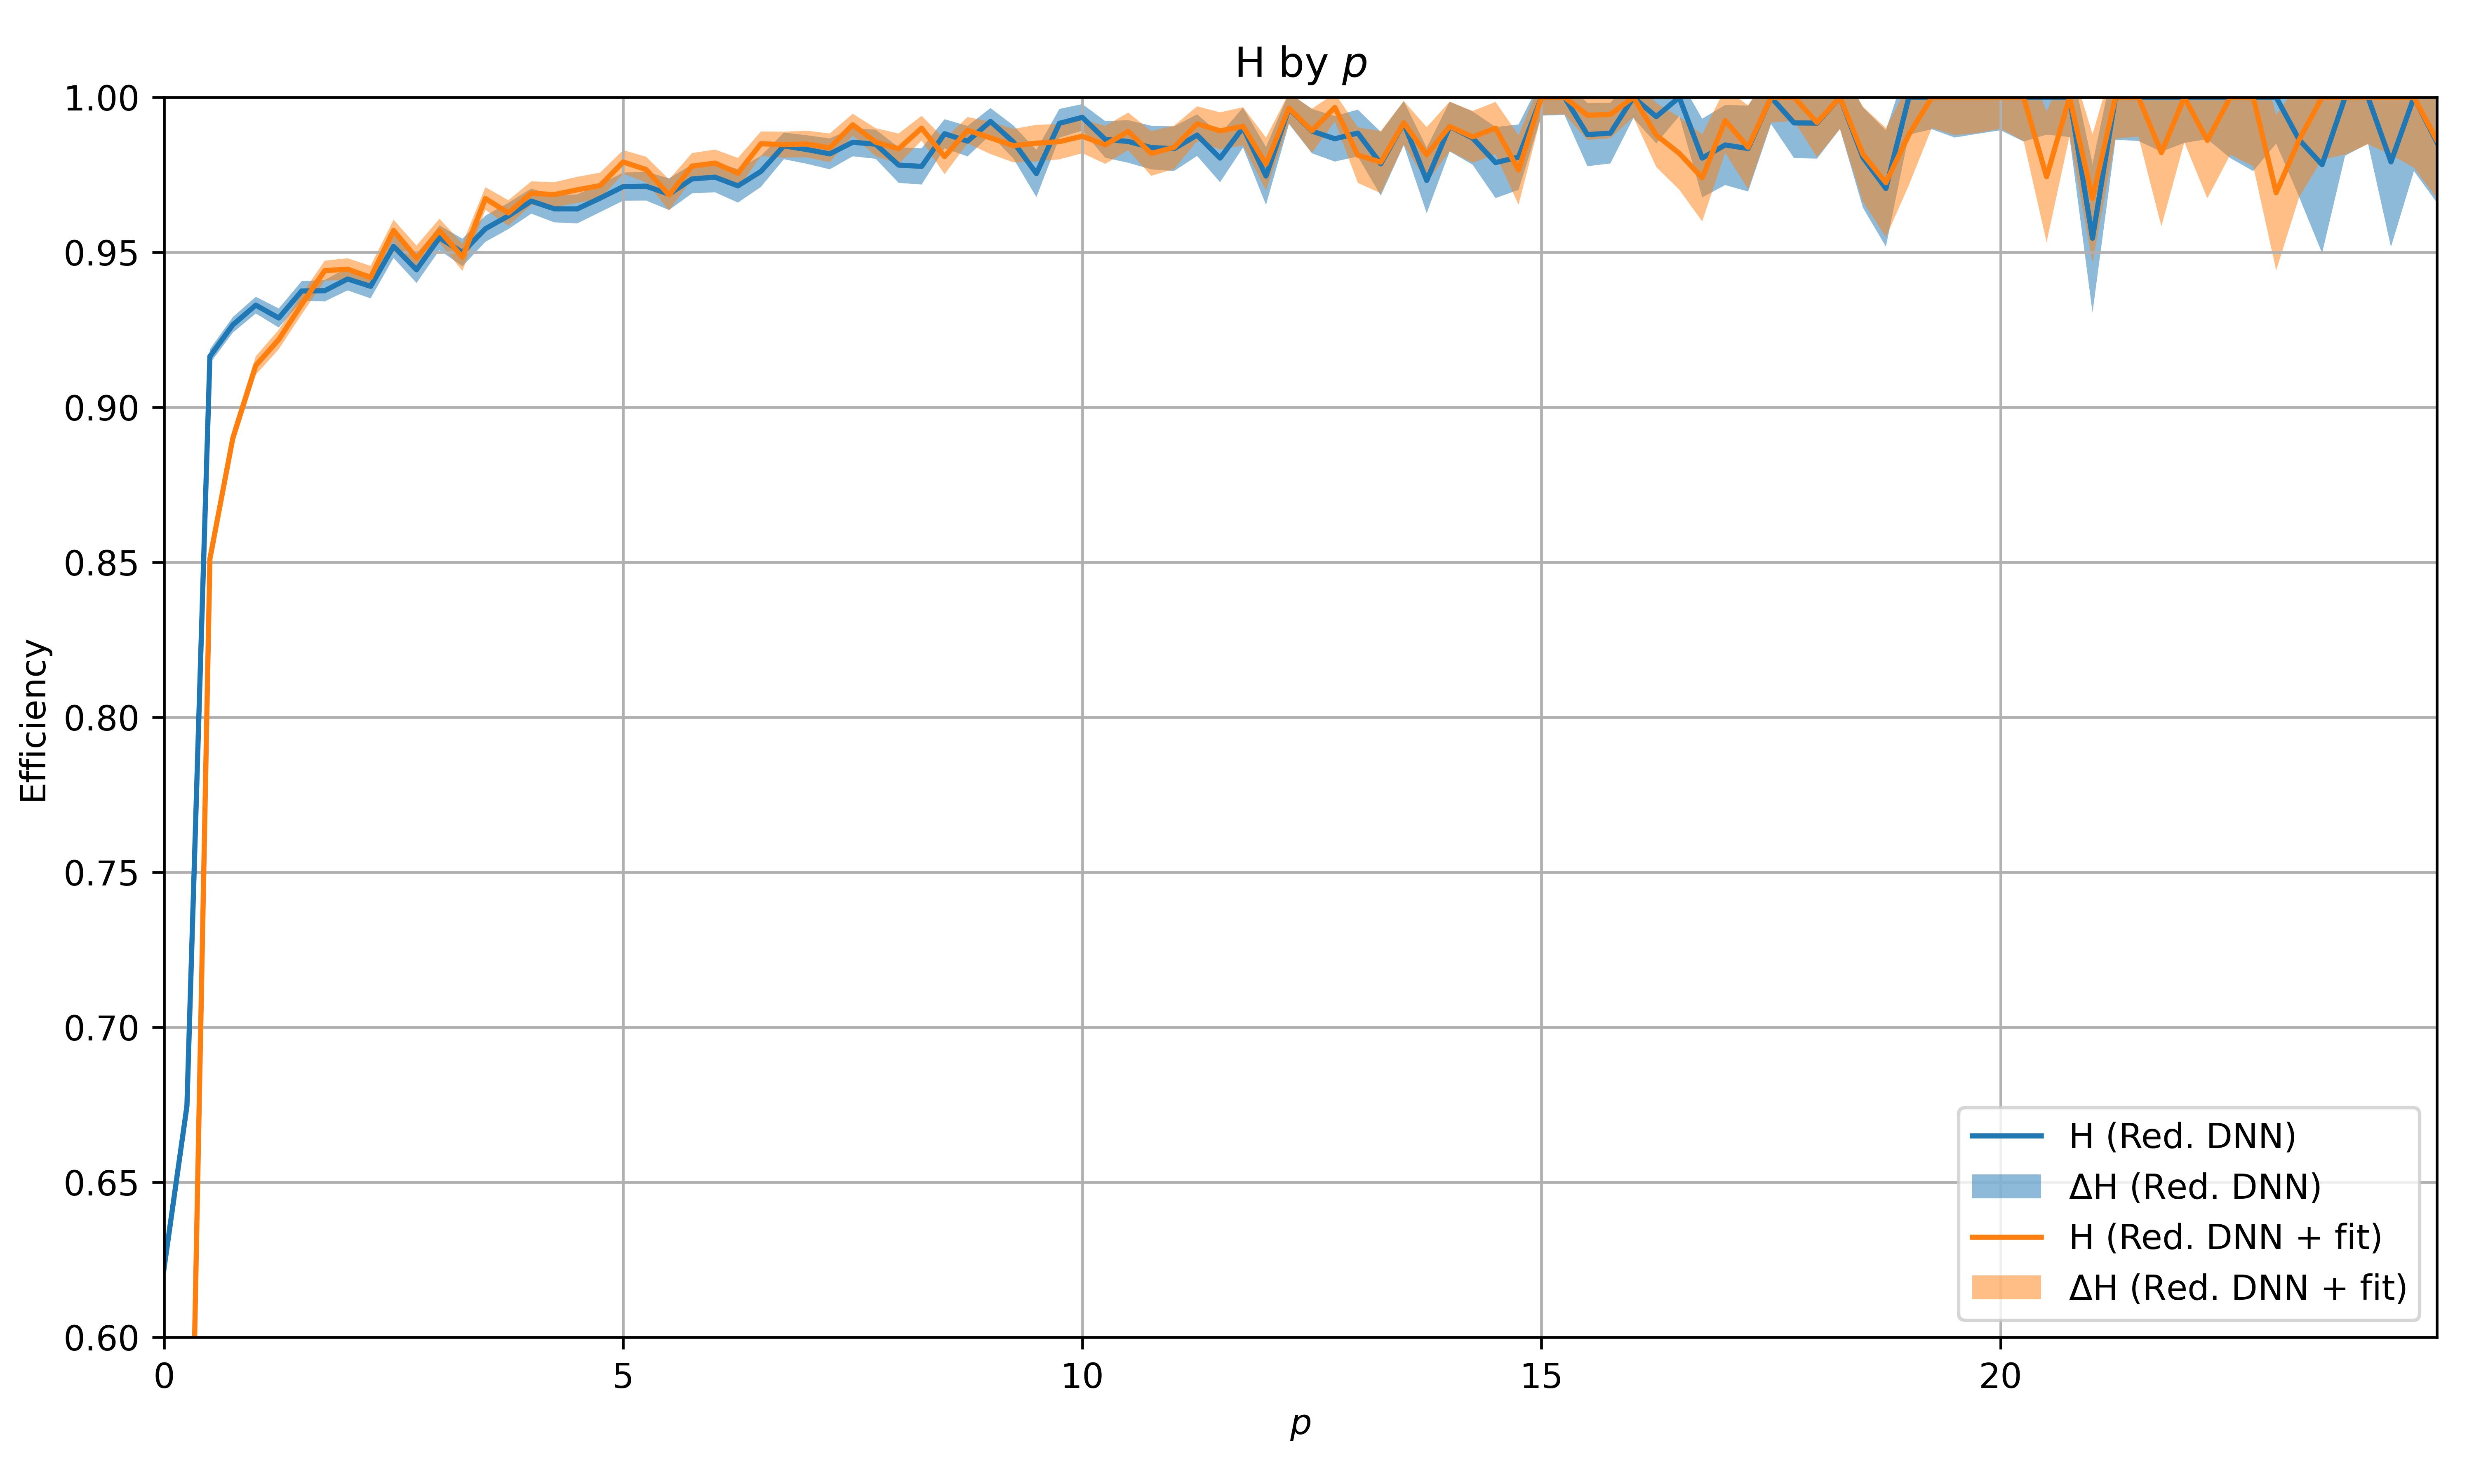 H by p
1.00
0.95
0.90
0.85
0.80
0.75
0.70
0.65
0.60
Efficiency
0
5
10
15
20
p
H (Red. DNN)
ΔH (Red. DNN)
H (Red. DNN + fit)
ΔH (Red. DNN + fit)